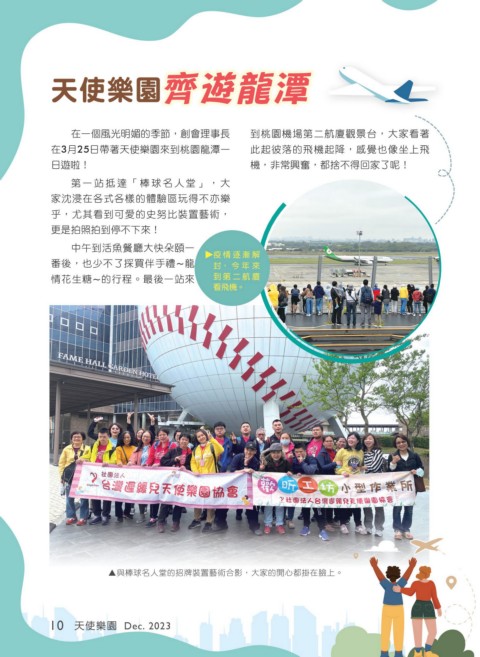 天使樂園齊遊龍潭
在一個風光明媚的季節，創會理事長
在3月25日帶著天使樂園來到桃園龍潭一
日遊啦！
第一站抵達「棒球名人堂」，大
家沈浸在各式各樣的體驗區玩得不亦樂
乎，尤其看到可愛的史努比裝置藝術，
更是拍照拍到停不下來！
中午到活魚餐廳大快朵頤一
番後，也少不了採買伴手禮~龍
情花生糖~的行程。最後一站來
到桃園機場第二航廈觀景台，大家看著
此起彼落的飛機起降，感覺也像坐上飛
機，非常興奮，都捨不得回家了呢！
▶疫情逐漸解
封，今年來
到第二航廈
看飛機。
FAME HALL GARDEN HOTEL
社團法人
台灣遲緩兒天使樂園協會
歡昕工坊小型作業所
▲與棒球名人堂的招牌裝置藝術合影，大家的開心都掛在臉上。
10 天使樂園 Dec. 2023